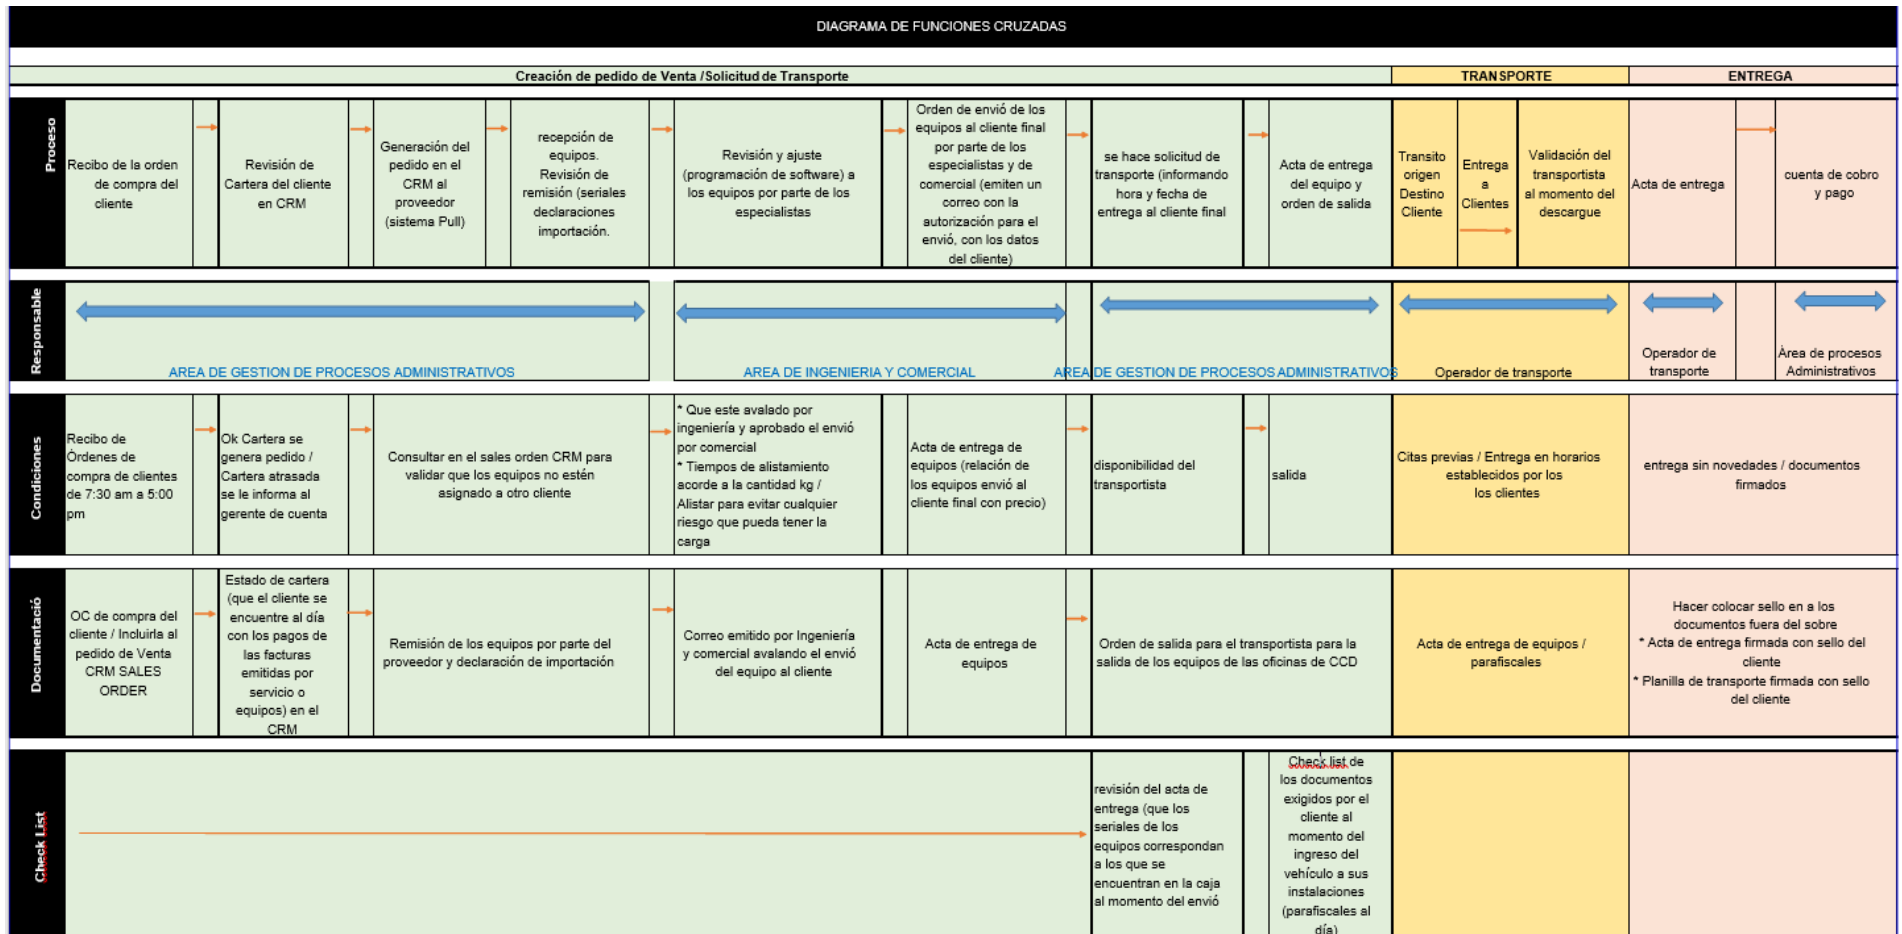 DIAGRAMA DE FUNCIONES CRUZADAS
Creación de pedido de Venta /Solicitud de Transporte
TRANSPORTE
ENTREGA
Proceso
Recibo de la orden
de compra del
cliente
Revisión de
Cartera del cliente
en CRM
Generación del
pedido en el
CRM al
proveedor
(sistema Pull)
recepción de
equipos.
Revisión de
remisión (seriales
declaraciones
importación.
Revisión y ajuste
(programación de software) a
los equipos por parte de los
especialistas
Orden de envió de los
equipos al cliente final
por parte de los
especialistas y de
comercial (emiten un
correo con la
autorización para el
envió, con los datos
del cliente)
se hace solicitud de
transporte (informando
hora y fecha de
entrega al cliente final
Acta de entrega
del equipo y
orden de salida
Transito
origen
Destino
Cliente
Entrega
a
Clientes
Validación del
transportista
al momento del
descargue
Acta de entrega
cuenta de cobro
y pago
Responsable
AREA DE GESTION DE PROCESOS ADMINISTRATIVOS
AREA DE INGENIERIA Y COMERCIAL
AREA DE GESTION DE PROCESOS ADMINISTRATIVOS
Operador de transporte
Operador de
transporte
Àrea de procesos
Administrativos
Condiciones
Recibo de
Òrdenes de
compra de clientes
de 7:30 am a 5:00
pm
Ok Cartera se
genera pedido /
Cartera atrasada
se le informa al
gerente de cuenta
Consultar en el sales orden CRM para
validar que los equipos no estén
asignado a otro cliente
* Que este avalado por
ingeniería y aprobado el envió
por comercial
* Tiempos de alistamiento
acorde a la cantidad kg /
Alistar para evitar cualquier
riesgo que pueda tener la
carga
Acta de entrega de
equipos (relación de
los equipos envió al
cliente final con precio)
disponibilidad del
transportista
salida
Citas previas / Entrega en horarios
establecidos por los
los clientes
entrega sin novedades / documentos
firmados
Documentació
OC de compra del
cliente / Incluirla al
pedido de Venta
CRM SALES
ORDER
Estado de cartera
(que el cliente se
encuentre al día
con los pagos de
las facturas
emitidas por
servicio o
equipos) en el
CRM
Remisión de los equipos por parte del
proveedor y declaración de importación
Correo emitido por Ingeniería
y comercial avalando el envió
del equipo al cliente
Acta de entrega de
equipos
Orden de salida para el transportista para la
salida de los equipos de las oficinas de CCD
Acta de entrega de equipos /
parafiscales
Hacer colocar sello en a los
documentos fuera del sobre
* Acta de entrega firmada con sello del
cliente
* Planilla de transporte firmada con sello
del cliente
Check List
revisión del acta de
entrega (que los
seriales de los
equipos correspondan
a los que se
encuentran en la caja
al momento del envió
Check list de
los documentos
exigidos por el
cliente al
momento del
ingreso del
vehículo a sus
instalaciones
(parafiscales al
día)